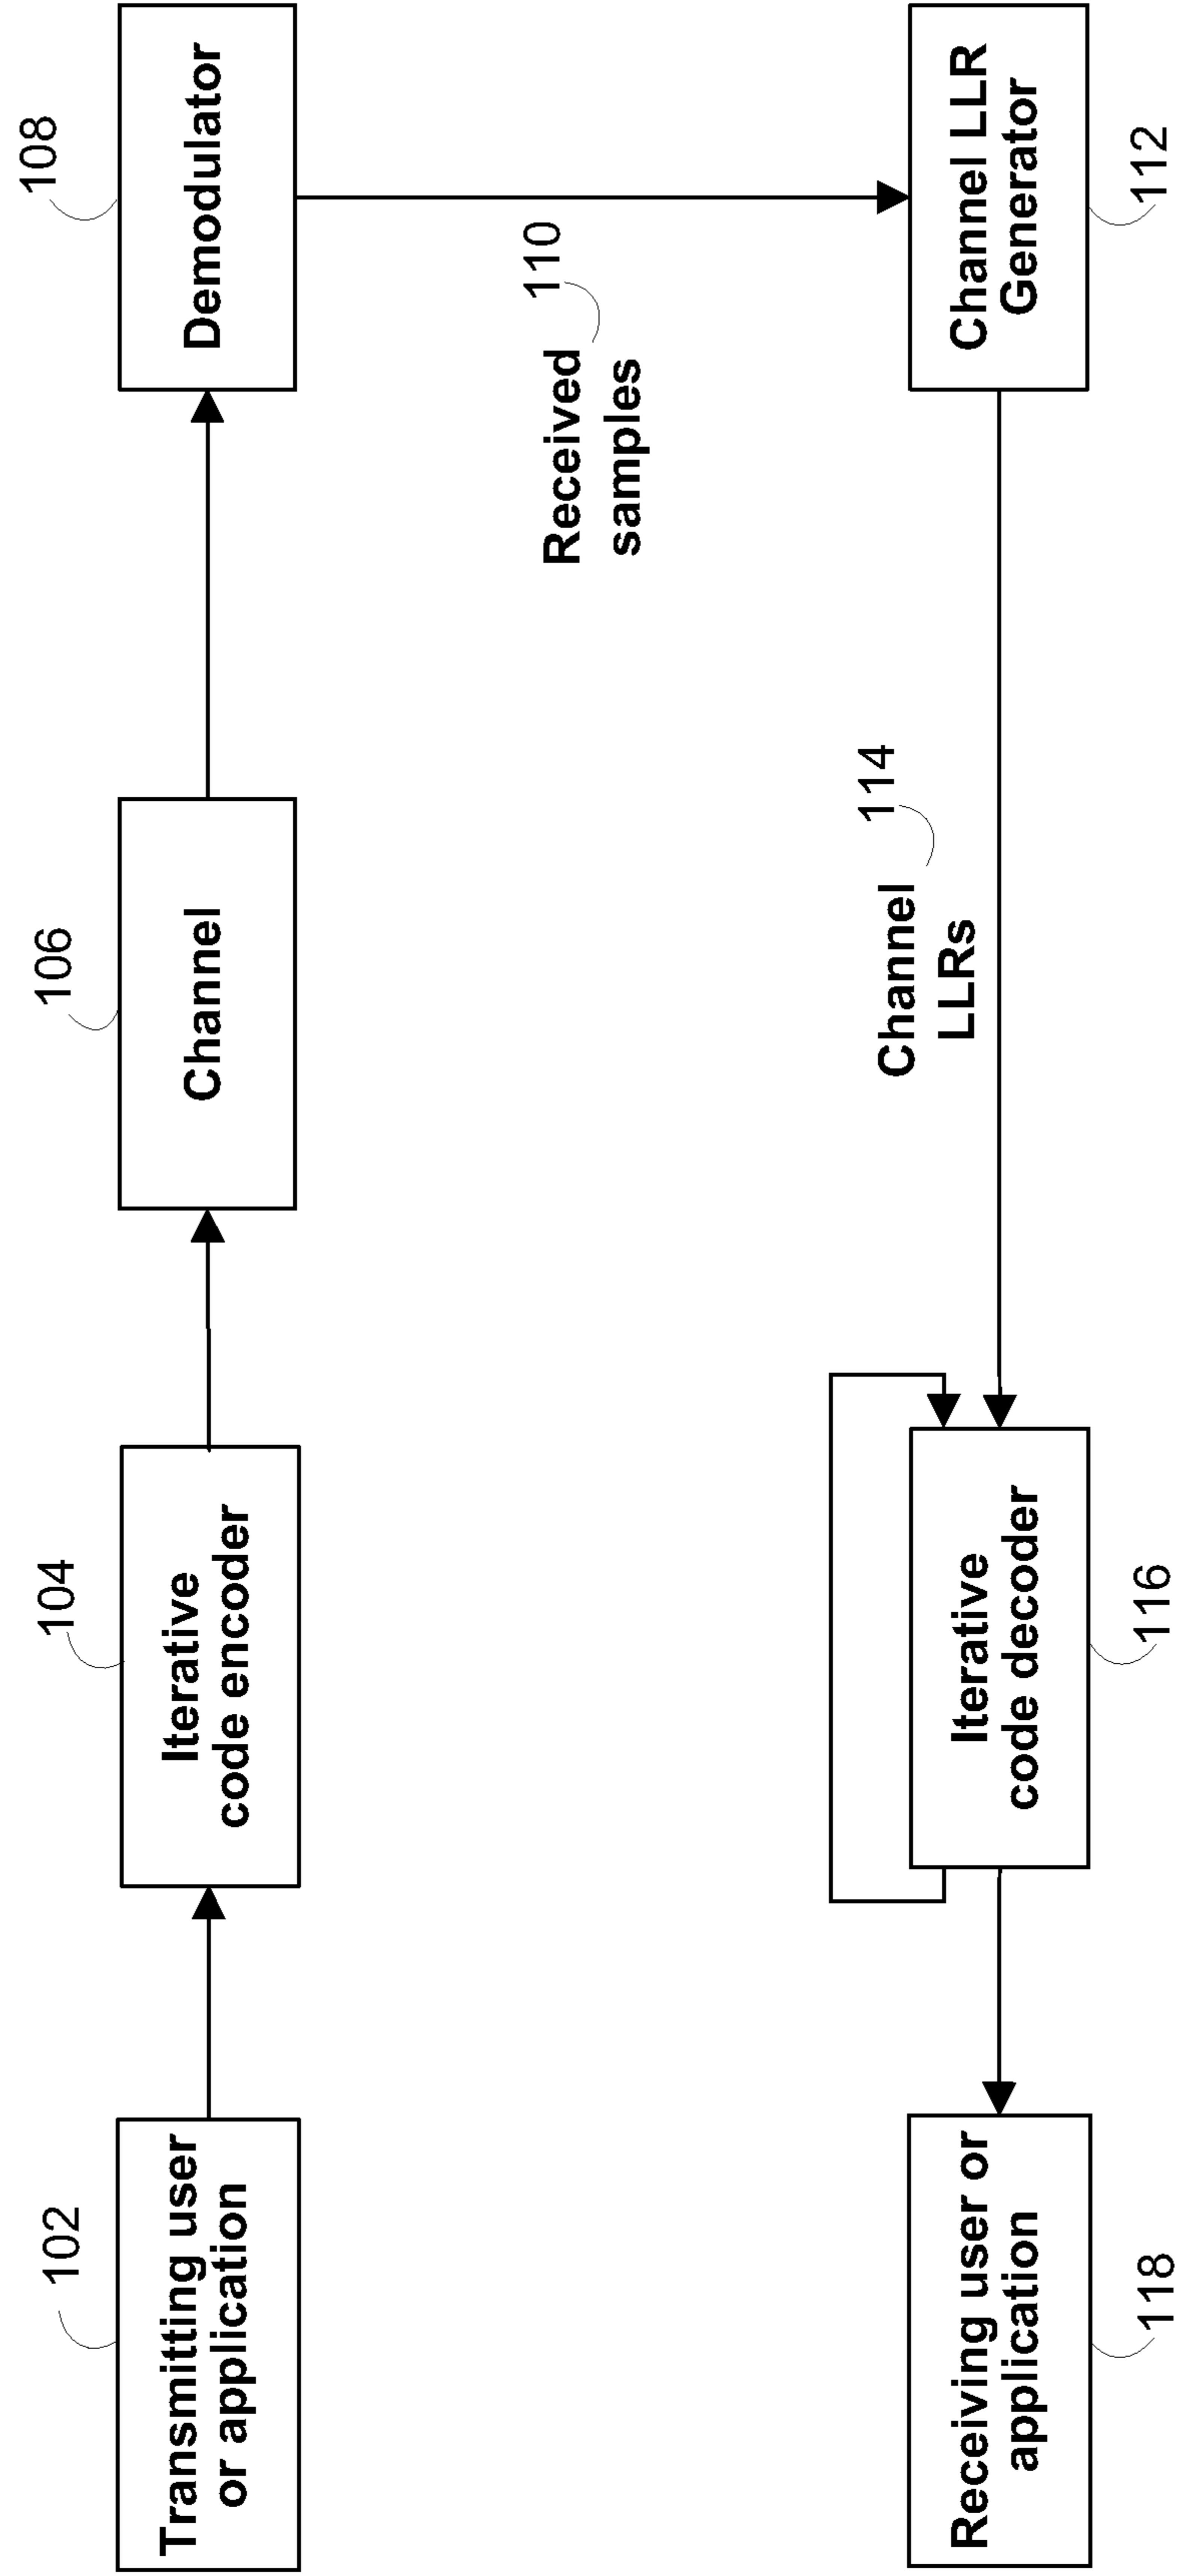 102
Transmitting user
or application
104
Iterative
code encoder
106
Channel
108
Demodulator
110
Received
samples
112
Channel LLR
Generator
114
Channel
LLRs
116
Iterative
code decoder
118
Receiving user or
application